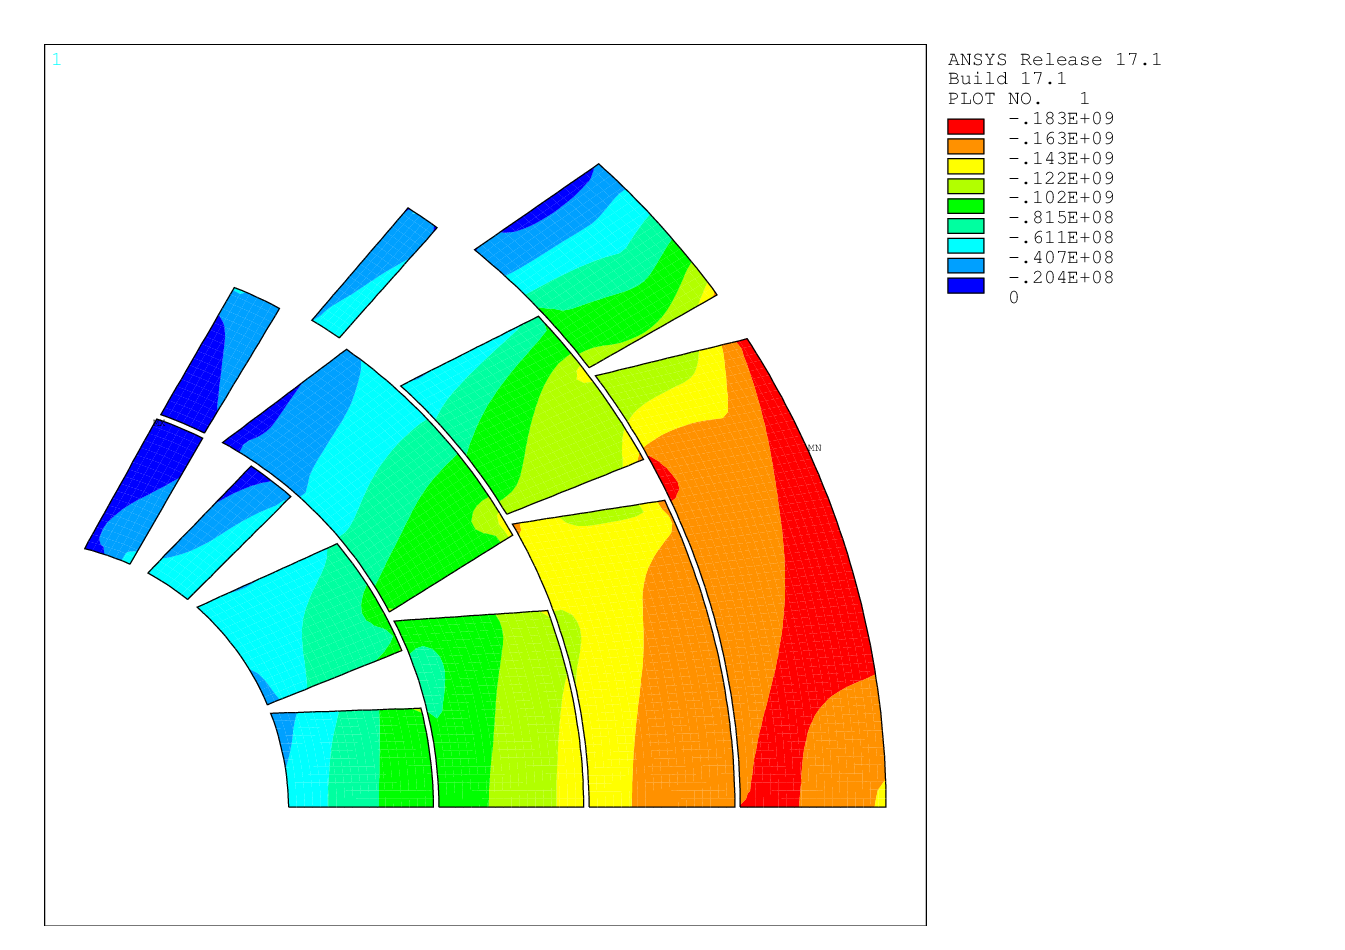 1
ANSYS Release 17.1
Build 17.1
PLOT NO. 1
-.183E+09
-.163E+09
-.143E+09
-.122E+09
-.102E+09
-.815E+08
-.611E+08
-.407E+08
-.204E+08
0
MN